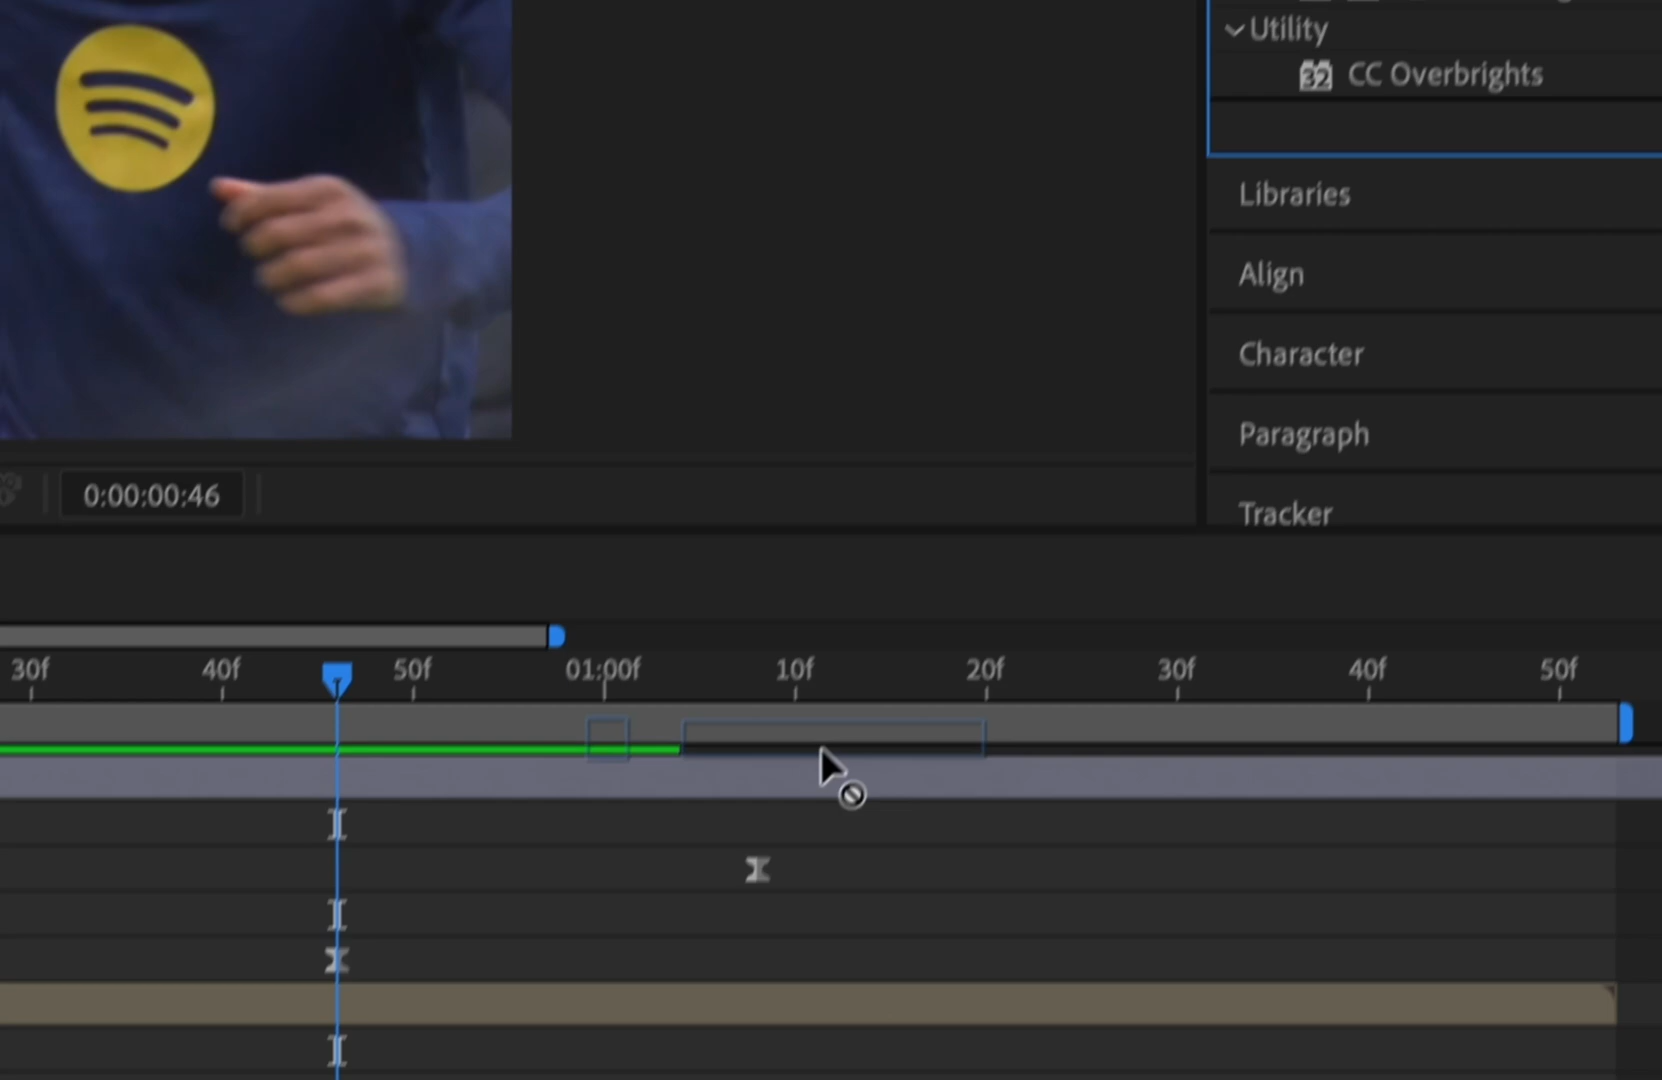 Utility
32 CC Overbrights
Libraries
Align
Character
Paragraph
Tracker
0:00:00:46
30f 40f 50f 01:00f 10f 20f 30f 40f 50f